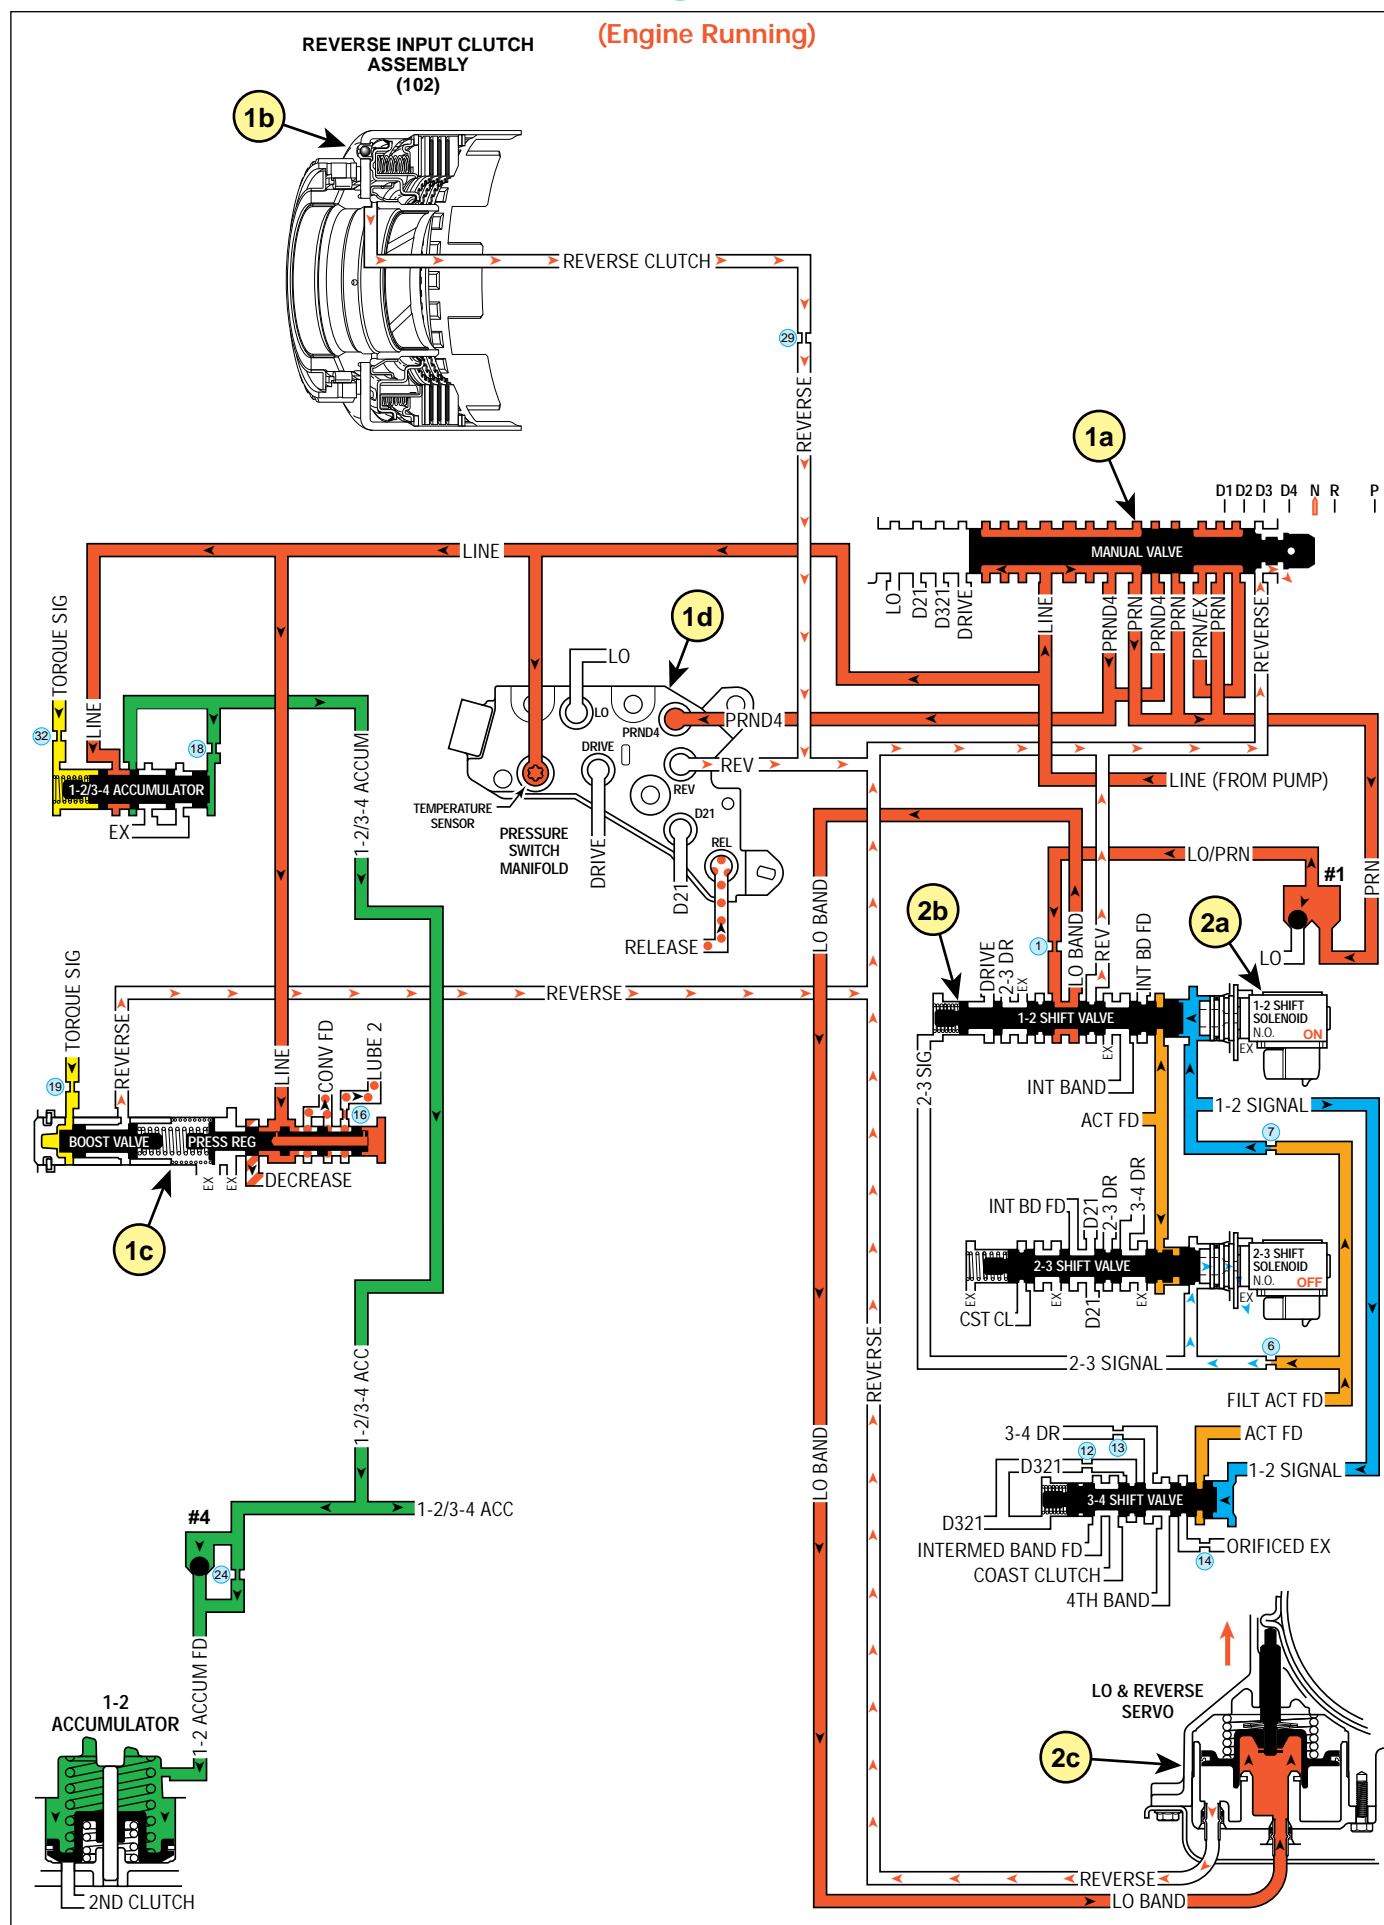 (Engine Running)
REVERSE INPUT CLUTCH
ASSEMBLY
(102)
1b
REVERSE CLUTCH
29
REVERSE
1a
D1 D2 D3 D4 N R P
MANUAL VALVE
LO
D21
D321
DRIVE
LINE
PRND4
PRN
PRND4
PRN
PRN/EX
PRN
REVERSE
LINE
TORQUE SIG
LINE
32
18
1-2/3-4 ACCUM
1-2/3-4 ACCUMULATOR
EX
1d
LO
LO
PRND4
PRND4
DRIVE
REV
REV
D21
REL
TEMPERATURE
SENSOR
PRESSURE
SWITCH
MANIFOLD
DRIVE
D21
RELEASE
LINE (FROM PUMP)
LO/PRN
#1
PRN
LO
LO BAND
2b
2a
1
DRIVE
2-3 DR
EX
LO BAND
REV
INT BD FD
1-2 SHIFT VALVE
1-2 SHIFT
SOLENOID
N.O. ON
EX
EX
INT BAND
2-3 SIG
REVERSE
TORQUE SIG
19
REVERSE
LINE
CONV FD
LUBE 2
16
BOOST VALVE
PRESS REG
EX
EX
DECREASE
1c
ACT FD
1-2 SIGNAL
7
INT BD FD
D21
2-3 DR
3-4 DR
2-3 SHIFT VALVE
2-3 SHIFT
SOLENOID
N.O. OFF
EX
EX
CST CL
EX
D21
EX
2-3 SIGNAL
6
FILT ACT FD
REVERSE
1-2/3-4 ACC
LO BAND
3-4 DR
13
ACT FD
12
D321
1-2 SIGNAL
3-4 SHIFT VALVE
D321
INTERMED BAND FD
COAST CLUTCH
4TH BAND
ORIFICED EX
14
#4
1-2/3-4 ACC
24
1-2 ACCUM FD
1-2
ACCUMULATOR
2ND CLUTCH
LO & REVERSE
SERVO
2c
REVERSE
LO BAND